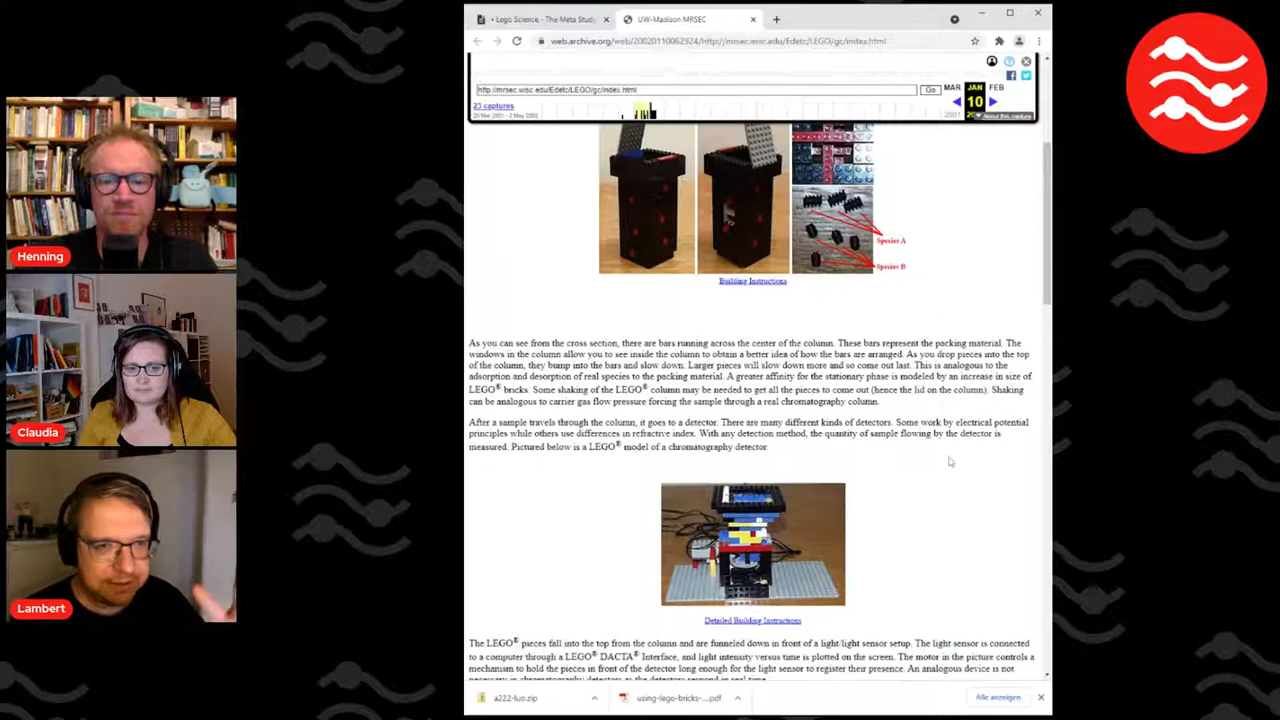 Henning
Claudia
Lambert
• Lego Science - The Meta Study
UW-Madison MRSEC
web.archive.org/web/20020110062924/http://mrsec.wisc.edu/Edetc/LEGO/gc/index.html
http://mrsec.wisc.edu/Edetc/LEGO/gc/index.html
Go
MAR
JAN
FEB
23 captures
10
2001
About this capture
Species A
Species B
Building Instructions
As you can see from the cross section, there are bars running across the center of the column. These bars represent the packing material. The
windows in the column allow you to see inside the column to obtain a better idea of how the bars are arranged. As you drop pieces into the top
of the column, they bump into the bars and slow down. Larger pieces will slow down more and so come out last. This is analogous to the
adsorption and desorption of real species to the packing material. A greater affinity for the stationary phase is modeled by an increase in size of
LEGO® bricks. Some shaking of the LEGO® column may be needed to get all the pieces to come out (hence the lid on the column). Shaking
can be analogous to carrier gas flow pressure forcing the sample through a real chromatography column.
After a sample travels through the column, it goes to a detector. There are many different kinds of detectors. Some work by electrical potential
principles while others use differences in refractive index. With any detection method, the quantity of sample flowing by the detector is
measured. Pictured below is a LEGO® model of a chromatography detector.
Detailed Building Instructions
The LEGO® pieces fall into the top from the column and are funneled down in front of a light/light sensor setup. The light sensor is connected
to a computer through a LEGO® DACTA® Interface, and light intensity versus time is plotted on the screen. The motor in the picture controls a
mechanism to hold the pieces in front of the detector long enough for the light sensor to register their presence. An analogous device is not
necessary in chromatography detectors as the detectors respond in real time.
a222-luo.zip
using-lego-bricks-....pdf
Alle anzeigen